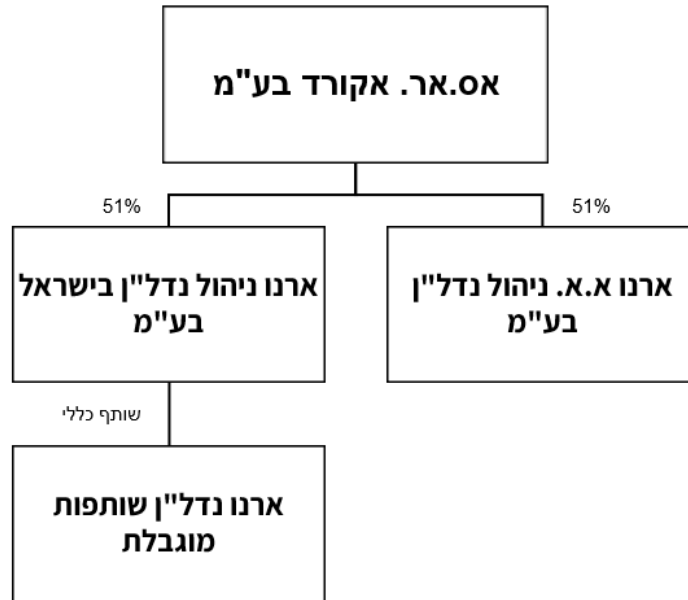 אס.אר. אקורד בע"מ
51%
51%
ארנו א.א. ניהול נדל"ן
בע"מ
ארנו ניהול נדל"ן בישראל
בע"מ
שותף כללי
ארנו נדל"ן שותפות
מוגבלת